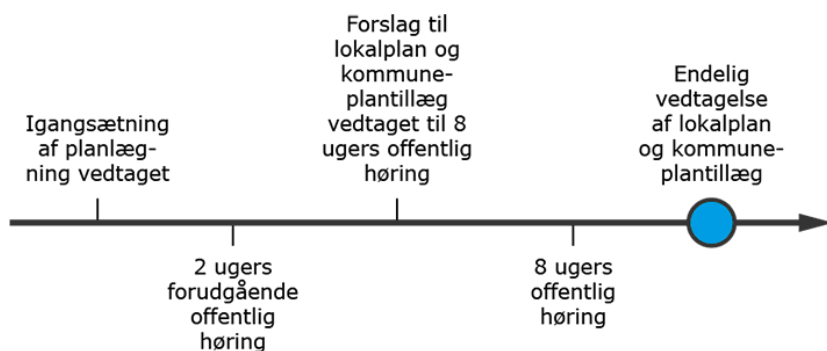 Igangsætning
af planlæg-
ning vedtaget
2 ugers
forudgående
offentlig
høring
Forslag til
lokalplan og
kommune-
plantillæg
vedtaget til 8
ugers offentlig
høring
8 ugers
offentlig
høring
Endelig
vedtagelse
af lokalplan
og kommune-
plantillæg